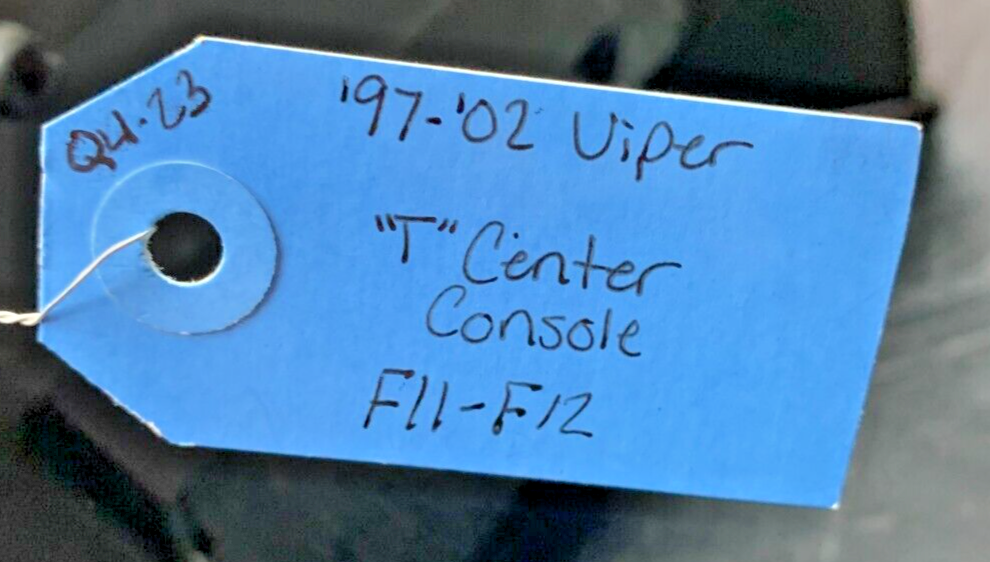 Q4-23
'97-'02 Viper
"T" Center
Console
F11-F12